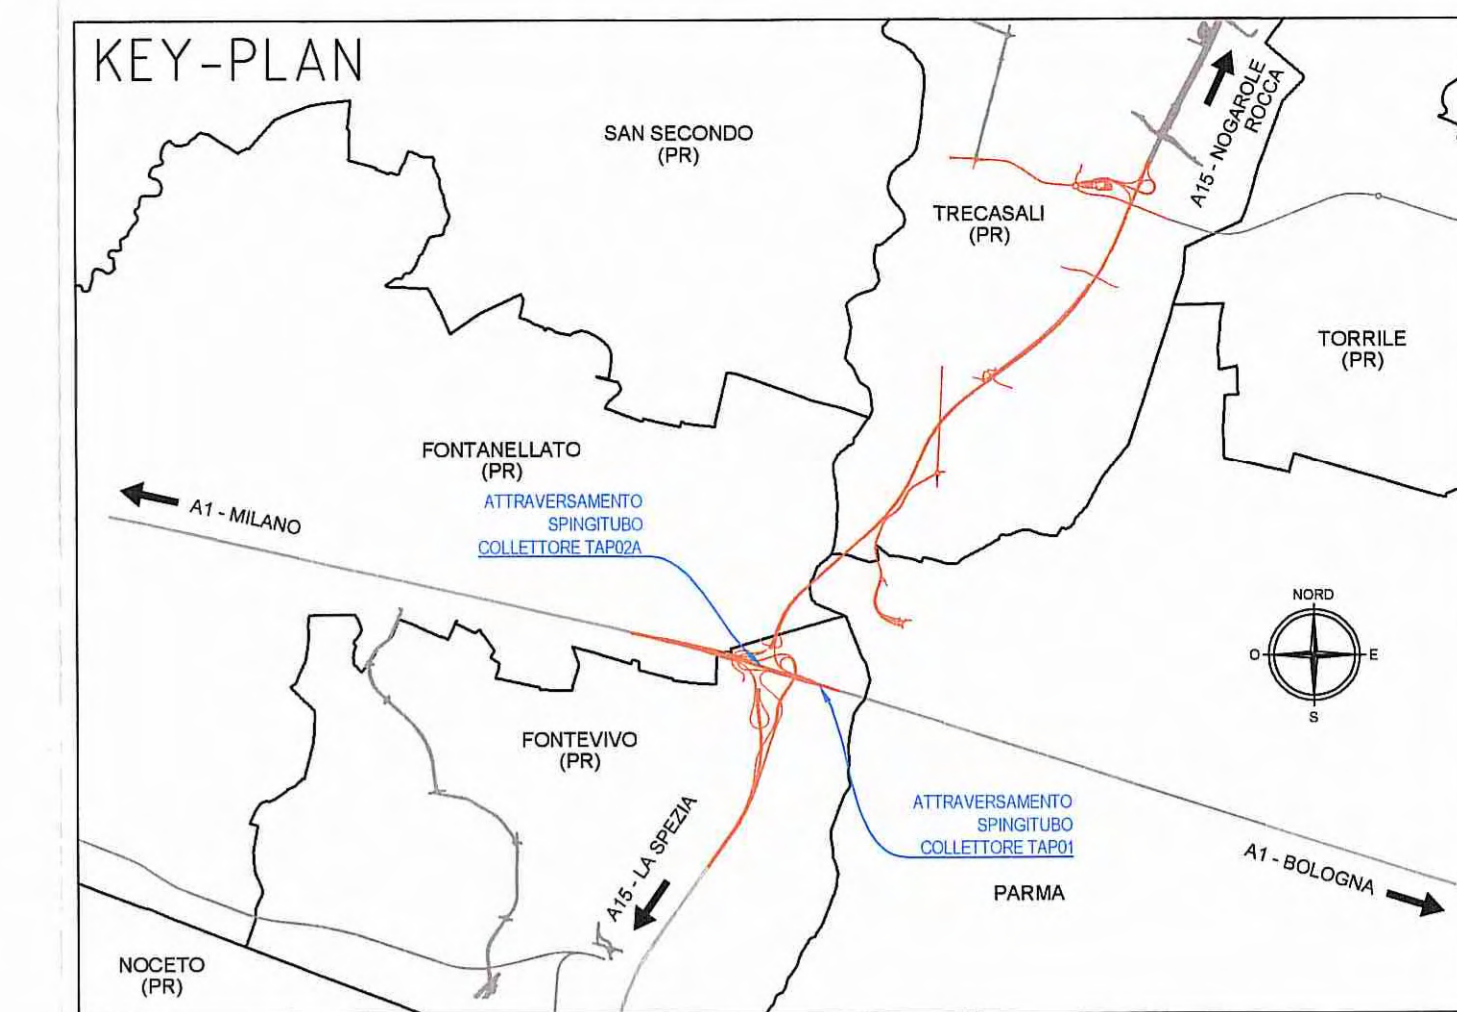 KEY-PLAN
SAN SECONDO
(PR)
A15 - NOGAROLE
ROCCA
TRECASALI
(PR)
TORRILE
(PR)
FONTANELLATO
(PR)
A1 - MILANO
ATTRAVERSAMENTO
SPINGITUBO
COLLETTORE TAP02A
NORD
O
E
S
FONTEVIVO
(PR)
ATTRAVERSAMENTO
SPINGITUBO
COLLETTORE TAP01
A15 - LA SPEZIA
A1 - BOLOGNA
PARMA
NOCETO
(PR)